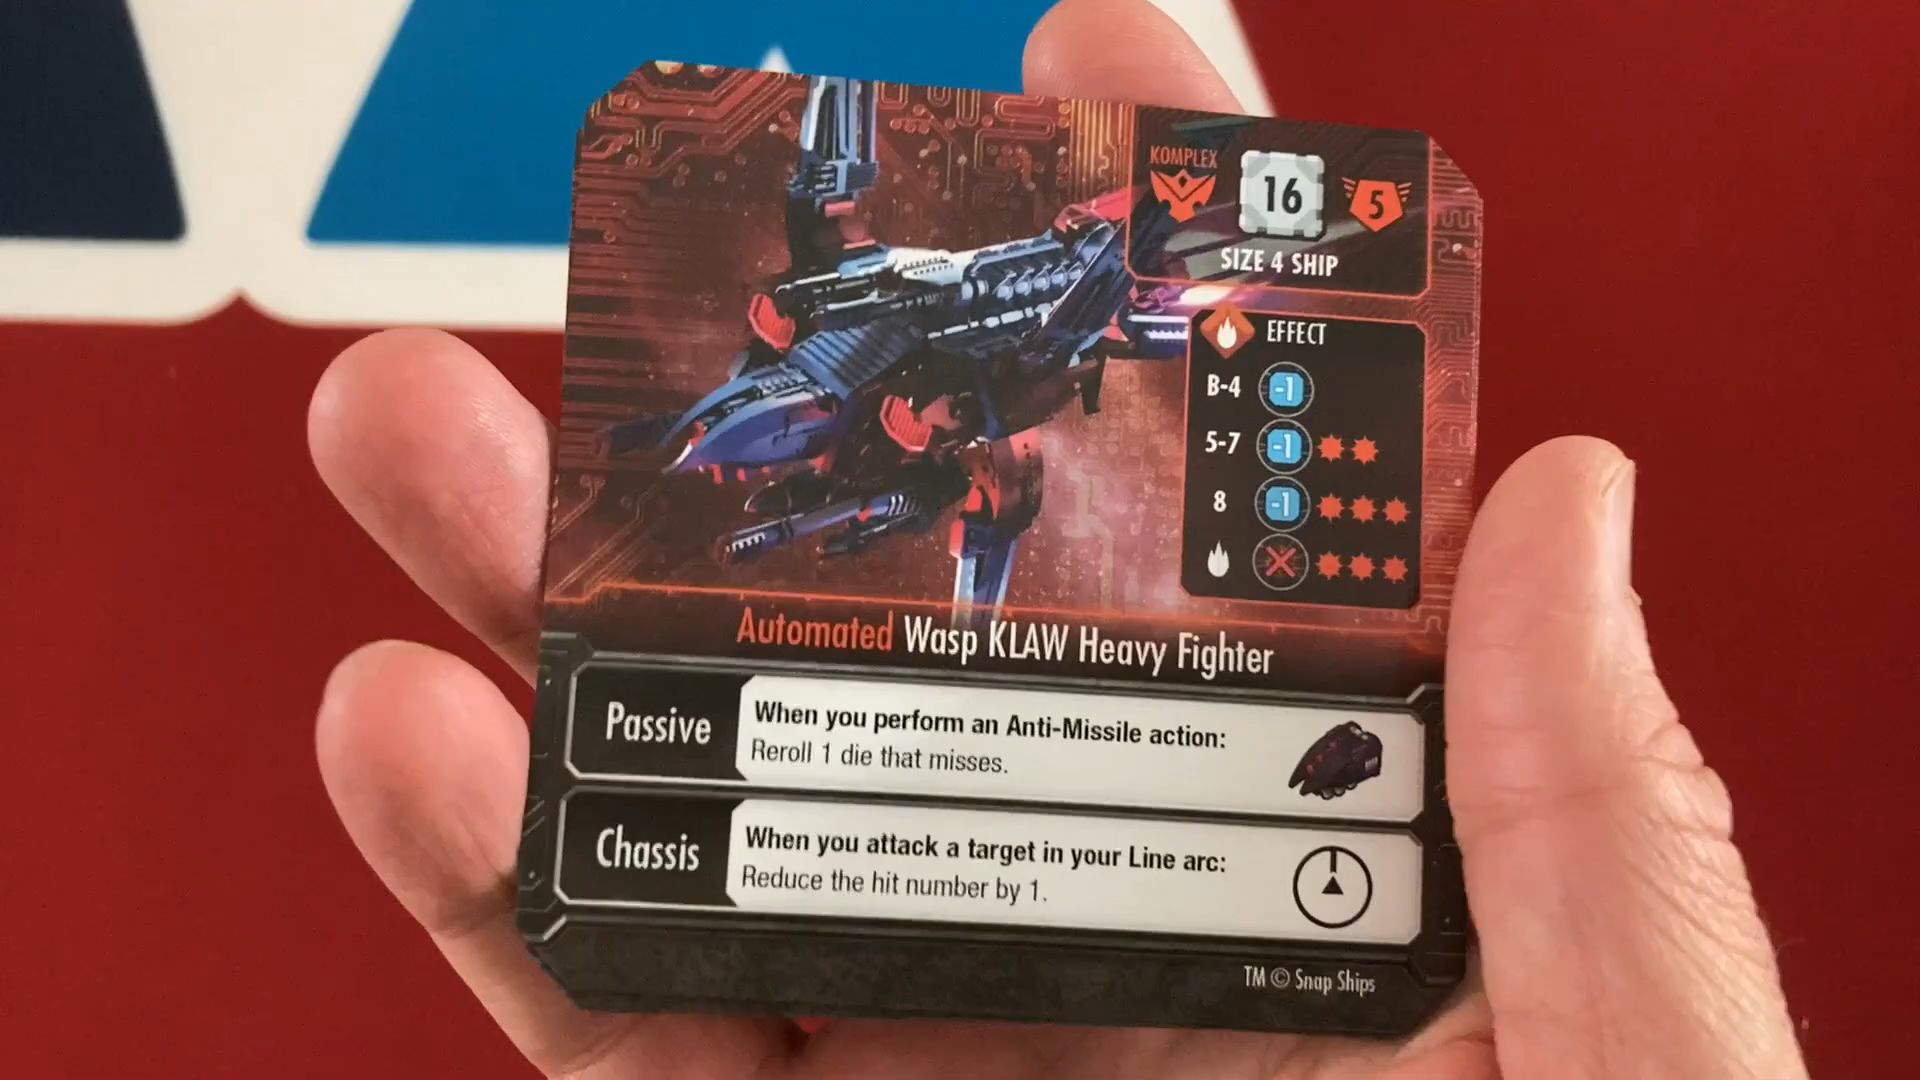 KOMPLEX
16
5
SIZE 4 SHIP
EFFECT
B-4 -1
5-7 -1
8 -1
Automated Wasp KLAW Heavy Fighter
Passive
When you perform an Anti-Missile action:
Reroll 1 die that misses.
Chassis
When you attack a target in your Line arc:
Reduce the hit number by 1.
TM © Snap Ships